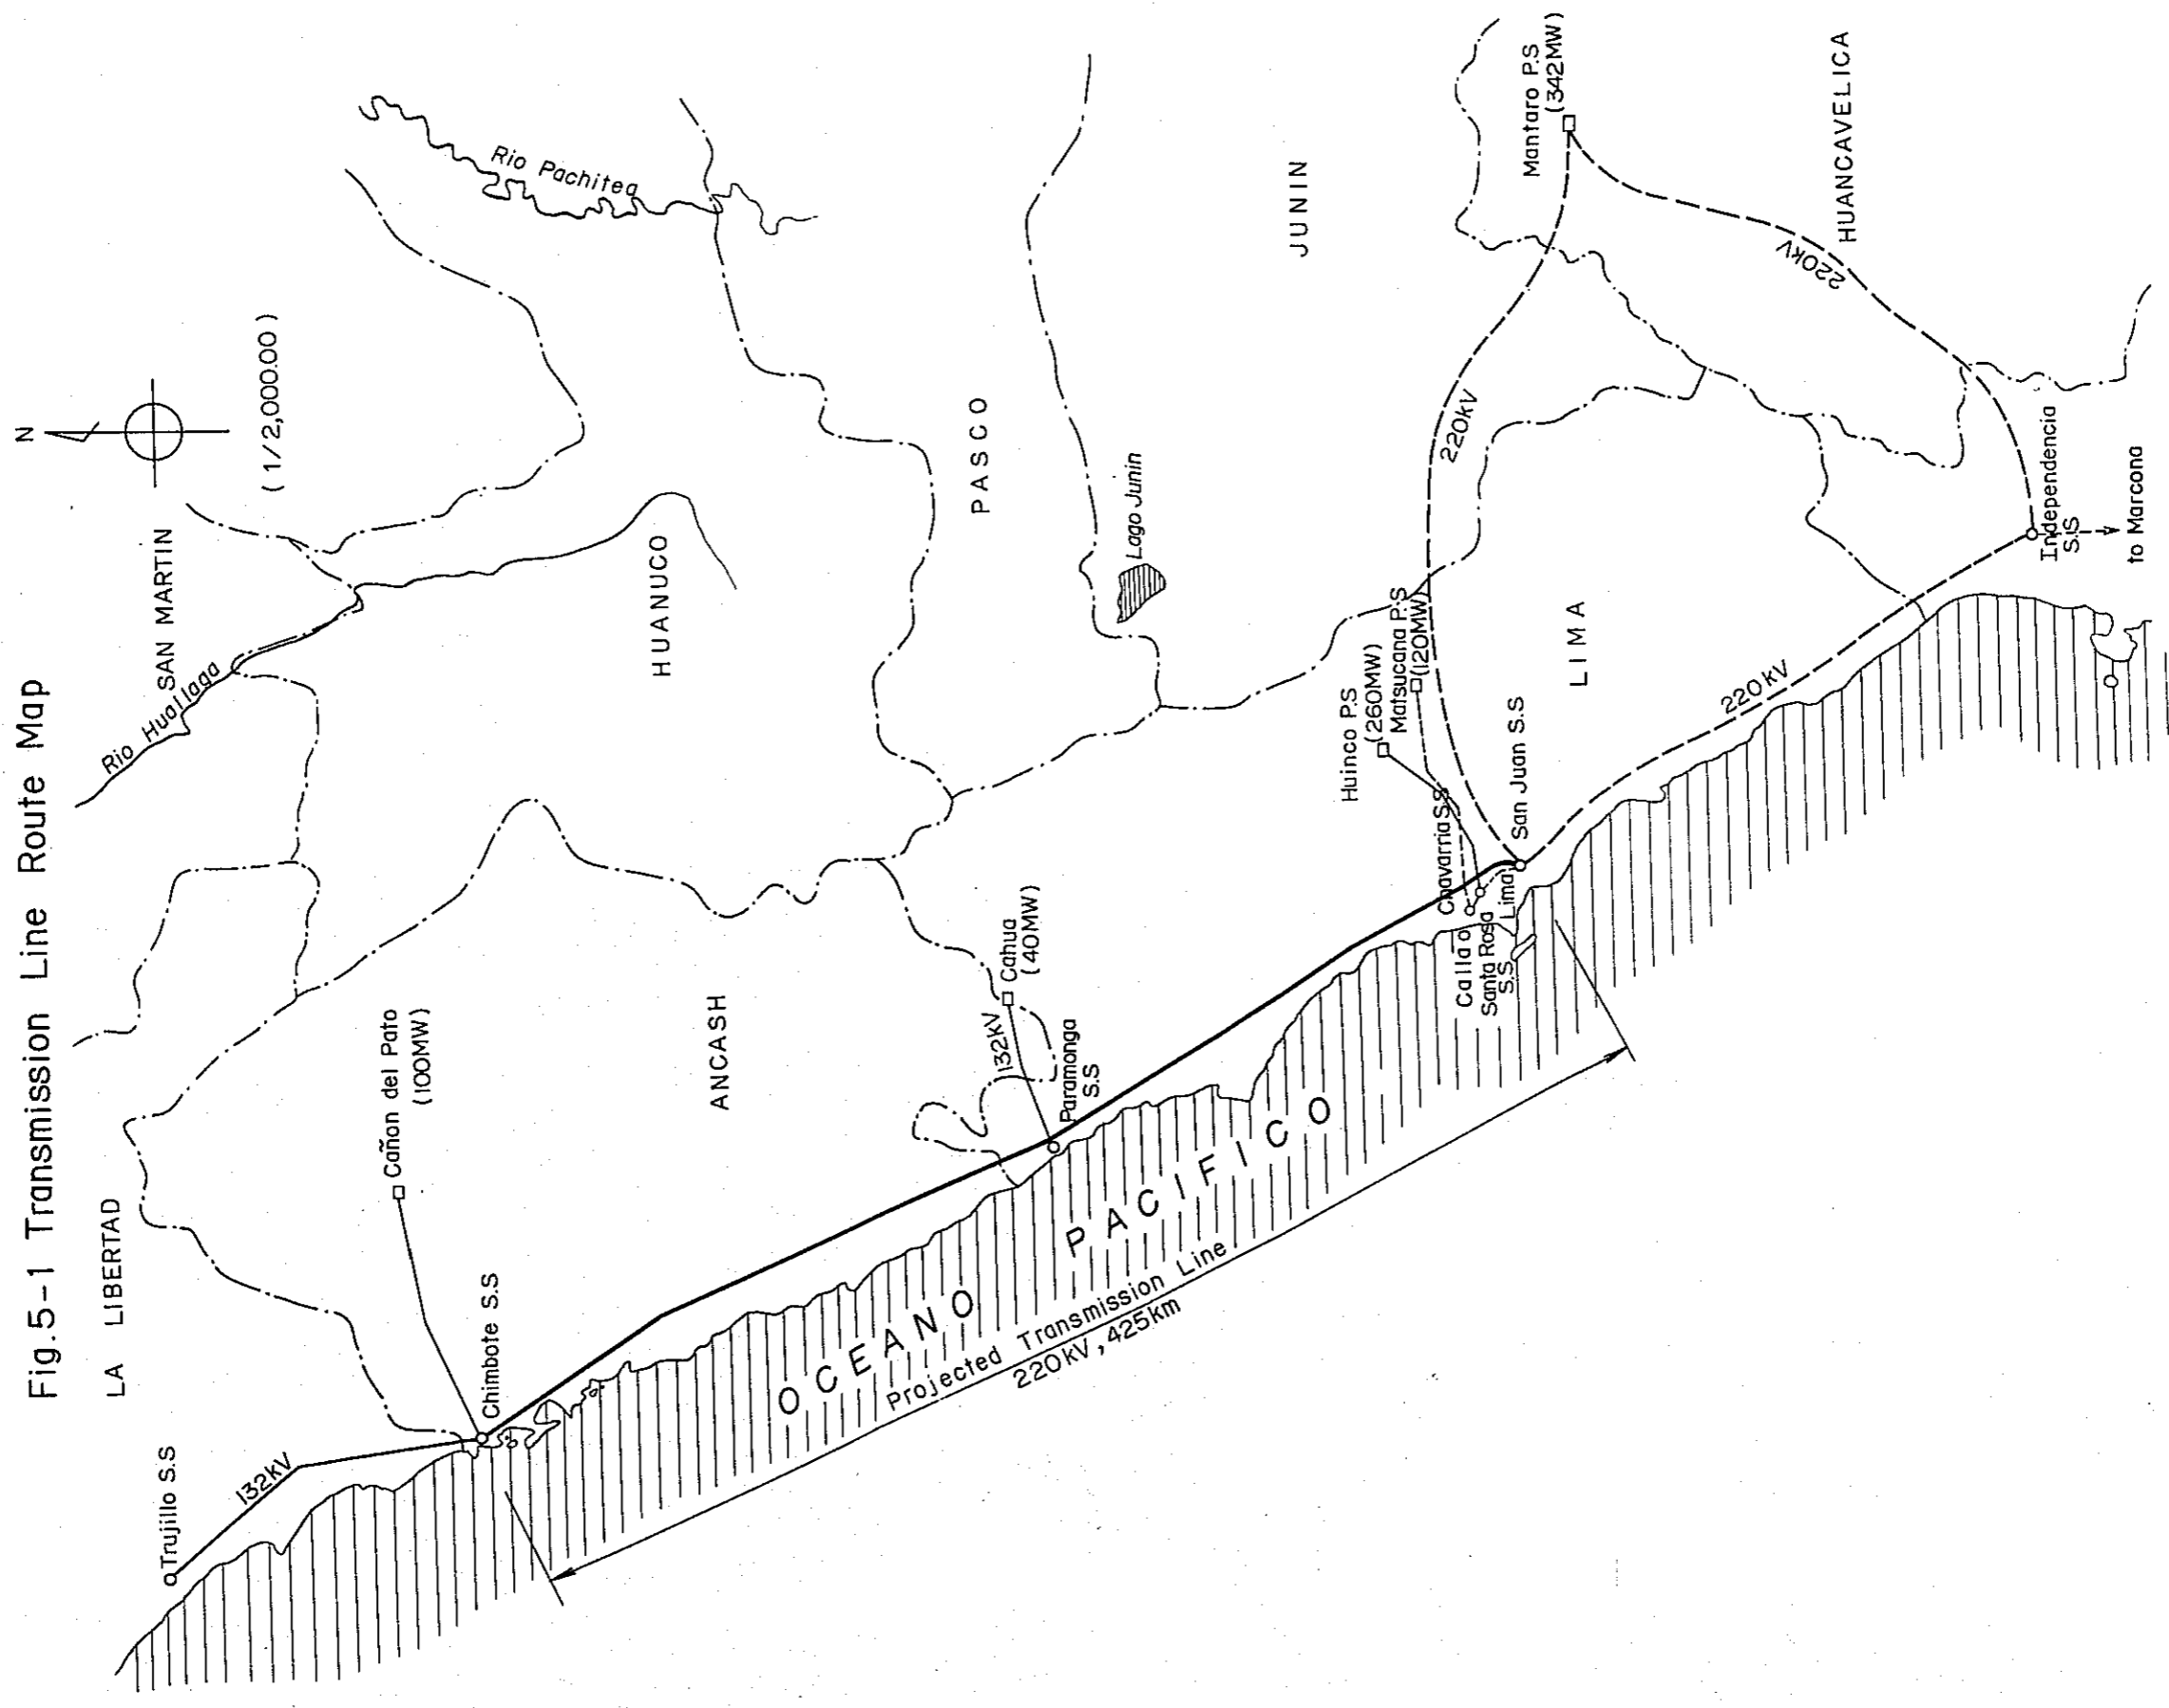 Fig.5-1 Transmission Line Route Map
N
(1/2,000.00)
LA LIBERTAD
SAN MARTIN
Rio Huallaga
Rio Pachitea
HUANUCO
PASCO
Lago Junin
JUNIN
ANCASH
LIMA
HUANCAVELICA
Trujillo S.S
132kV
Chimbote S.S
Cañon del Pato
(100MW)
Cahua
(40MW)
132kV
Paramonga
S.S
Huinco P.S
(260MW)
Matsucana P.S
(120MW)
Chavarria S.S
Callao
Santa Rosa
S.S
Lima
San Juan S.S
220kV
Mantaro P.S
(342MW)
220kV
220kV
Independencia
S.S
to Marcona
OCEANO PACIFICO
Projected Transmission Line
220kV, 425km